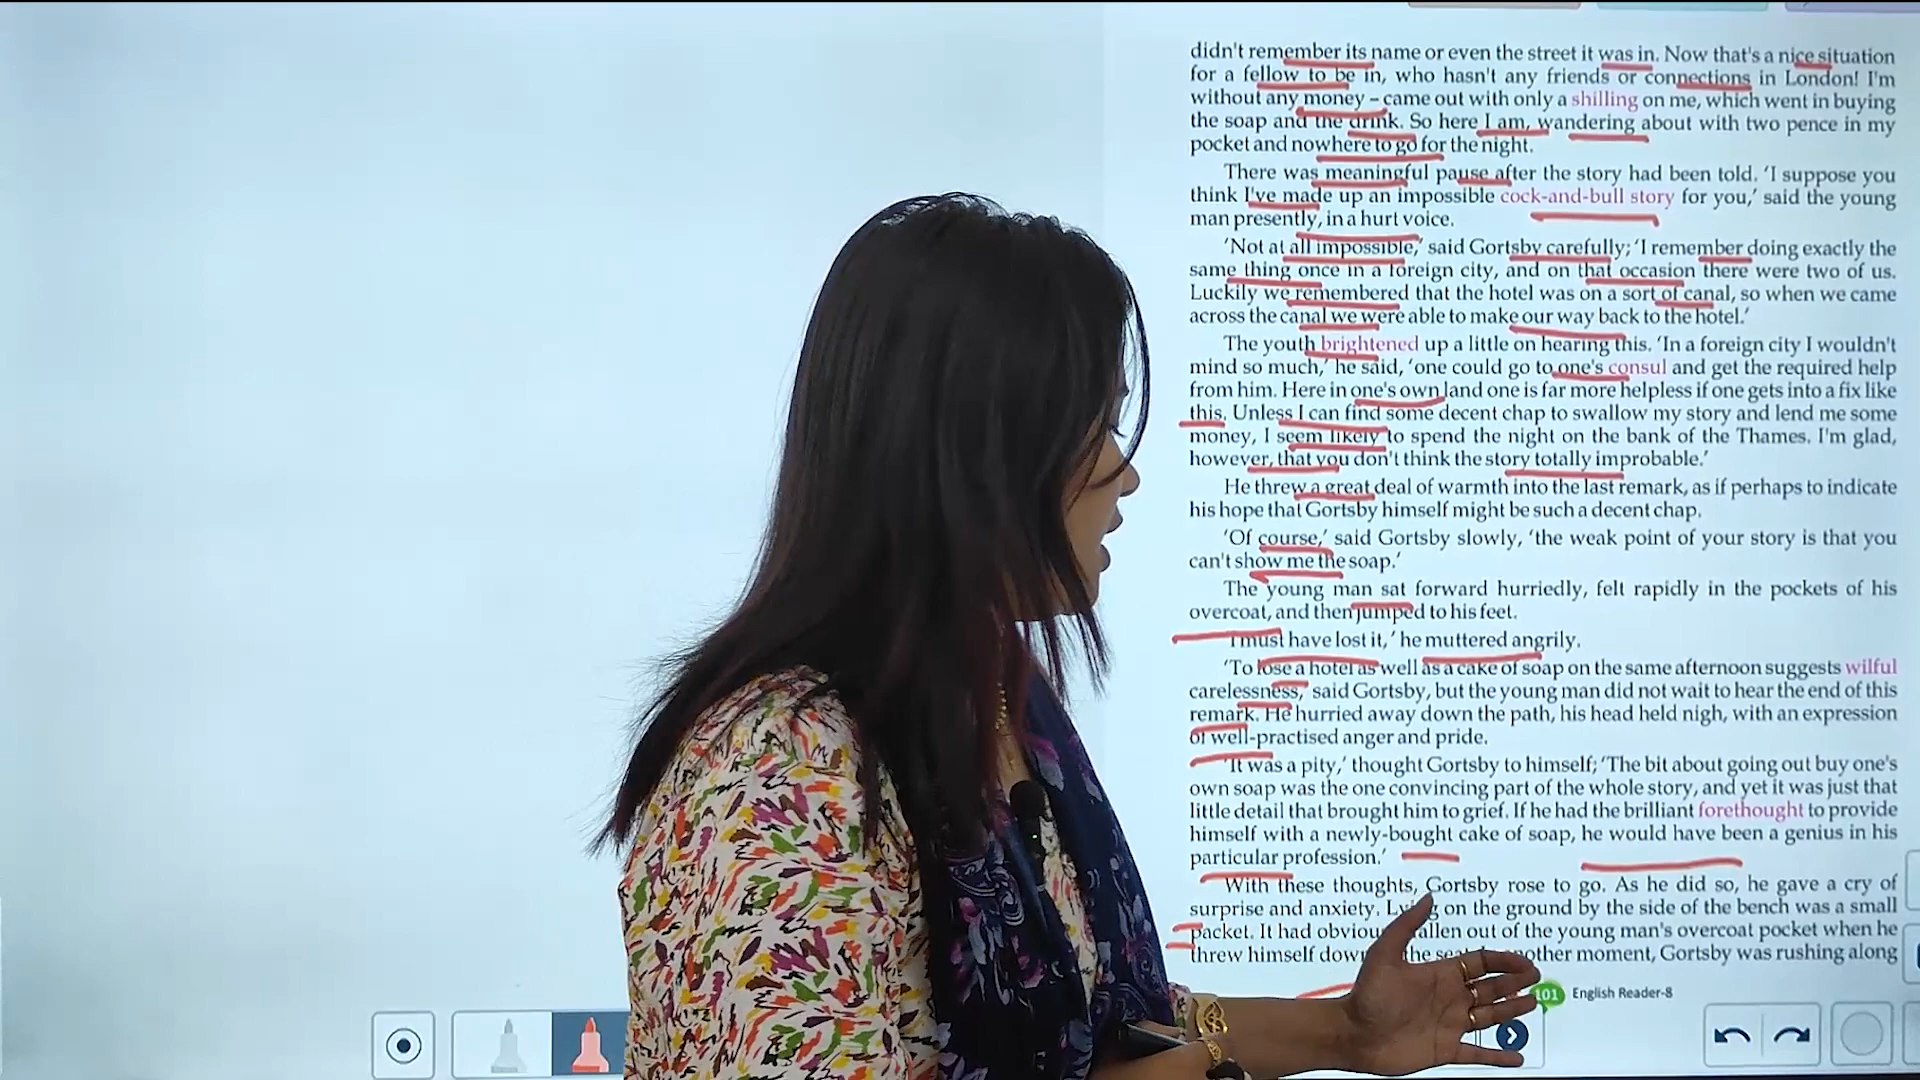 didn't remember its name or even the street it was in. Now that's a nice situation
for a fellow to be in, who hasn't any friends or connections in London! I'm
without any money – came out with only a shilling on me, which went in buying
the soap and the drink. So here I am, wandering about with two pence in my
pocket and nowhere to go for the night.
There was meaningful pause after the story had been told. 'I suppose you
think I've made up an impossible cock-and-bull story for you,' said the young
man presently, in a hurt voice.
'Not at all impossible,' said Gortsby carefully; 'I remember doing exactly the
same thing once in a foreign city, and on that occasion there were two of us.
Luckily we remembered that the hotel was on a sort of canal, so when we came
across the canal we were able to make our way back to the hotel.'
The youth brightened up a little on hearing this. 'In a foreign city I wouldn't
mind so much,' he said, 'one could go to one's consul and get the required help
from him. Here in one's own land one is far more helpless if one gets into a fix like
this. Unless I can find some decent chap to swallow my story and lend me some
money, I seem likely to spend the night on the bank of the Thames. I'm glad,
however, that you don't think the story totally improbable.'
He threw a great deal of warmth into the last remark, as if perhaps to indicate
his hope that Gortsby himself might be such a decent chap.
'Of course,' said Gortsby slowly, 'the weak point of your story is that you
can't show me the soap.'
The young man sat forward hurriedly, felt rapidly in the pockets of his
overcoat, and then jumped to his feet.
'I must have lost it,' he muttered angrily.
'To lose a hotel as well as a cake of soap on the same afternoon suggests wilful
carelessness,' said Gortsby, but the young man did not wait to hear the end of this
remark. He hurried away down the path, his head held nigh, with an expression
of well-practised anger and pride.
'It was a pity,' thought Gortsby to himself; 'The bit about going out buy one's
own soap was the one convincing part of the whole story, and yet it was just that
little detail that brought him to grief. If he had the brilliant forethought to provide
himself with a newly-bought cake of soap, he would have been a genius in his
particular profession.'
With these thoughts, Gortsby rose to go. As he did so, he gave a cry of
surprise and anxiety. on the ground by the side of the bench was a small
packet. It had out of the young man's overcoat pocket when he
threw himself the moment, Gortsby was rushing along
101 English Reader-8